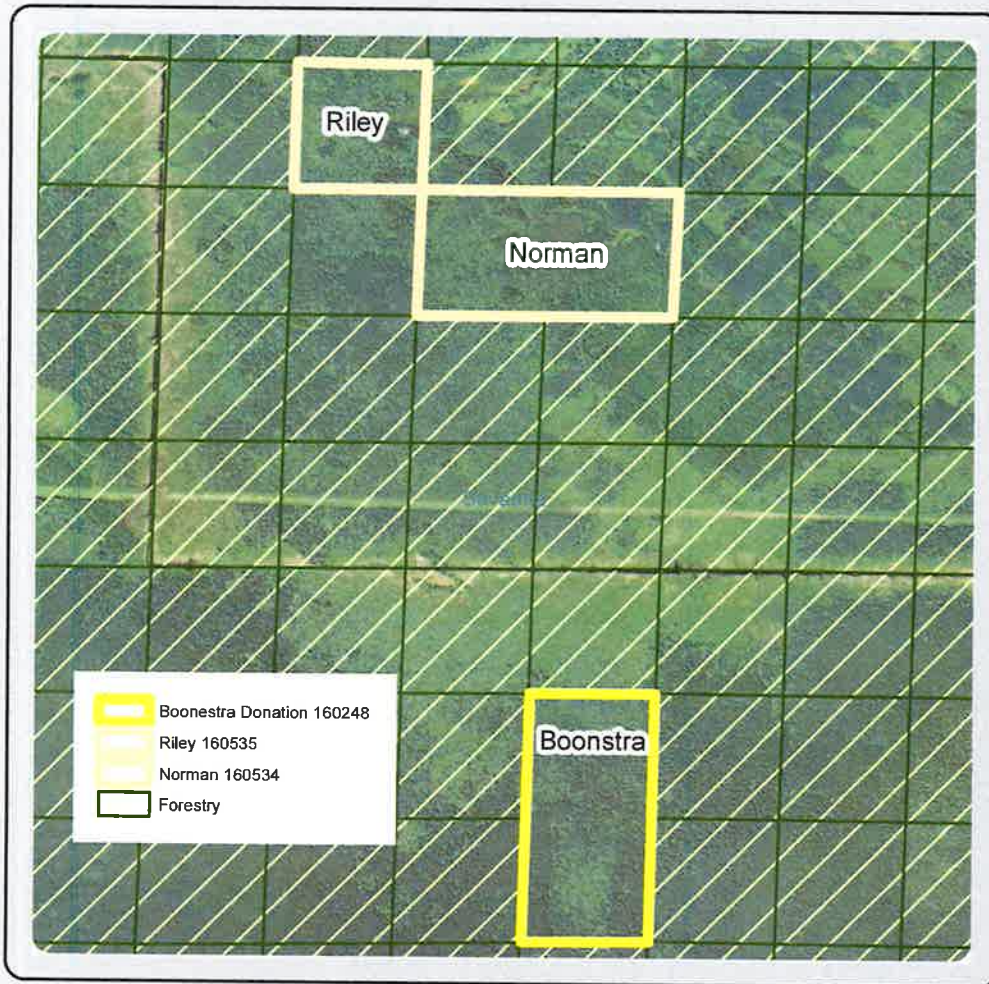 Riley
Norman
Boonstra
Boonestra Donation 160248
Riley 160535
Norman 160534
Forestry